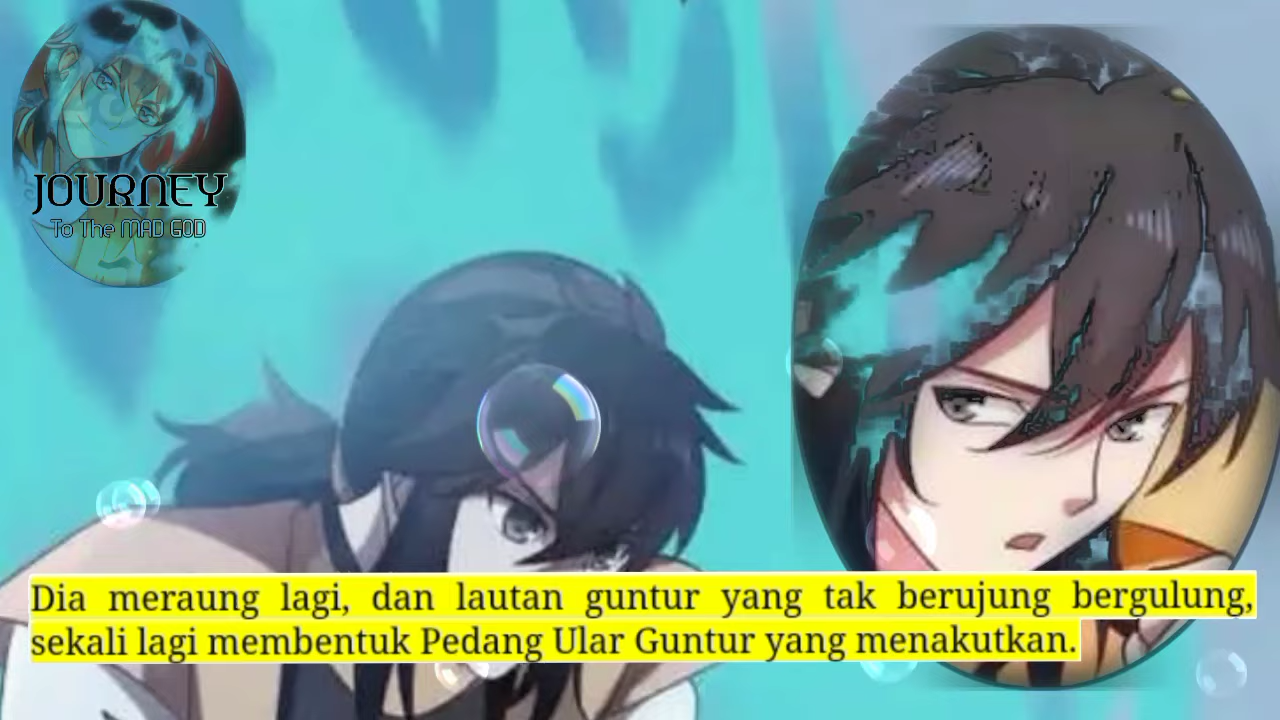 JOURNEY
To The MAD GOD
Dia meraung lagi, dan lautan guntur yang tak berujung bergulung,
sekali lagi membentuk Pedang Ular Guntur yang menakutkan.